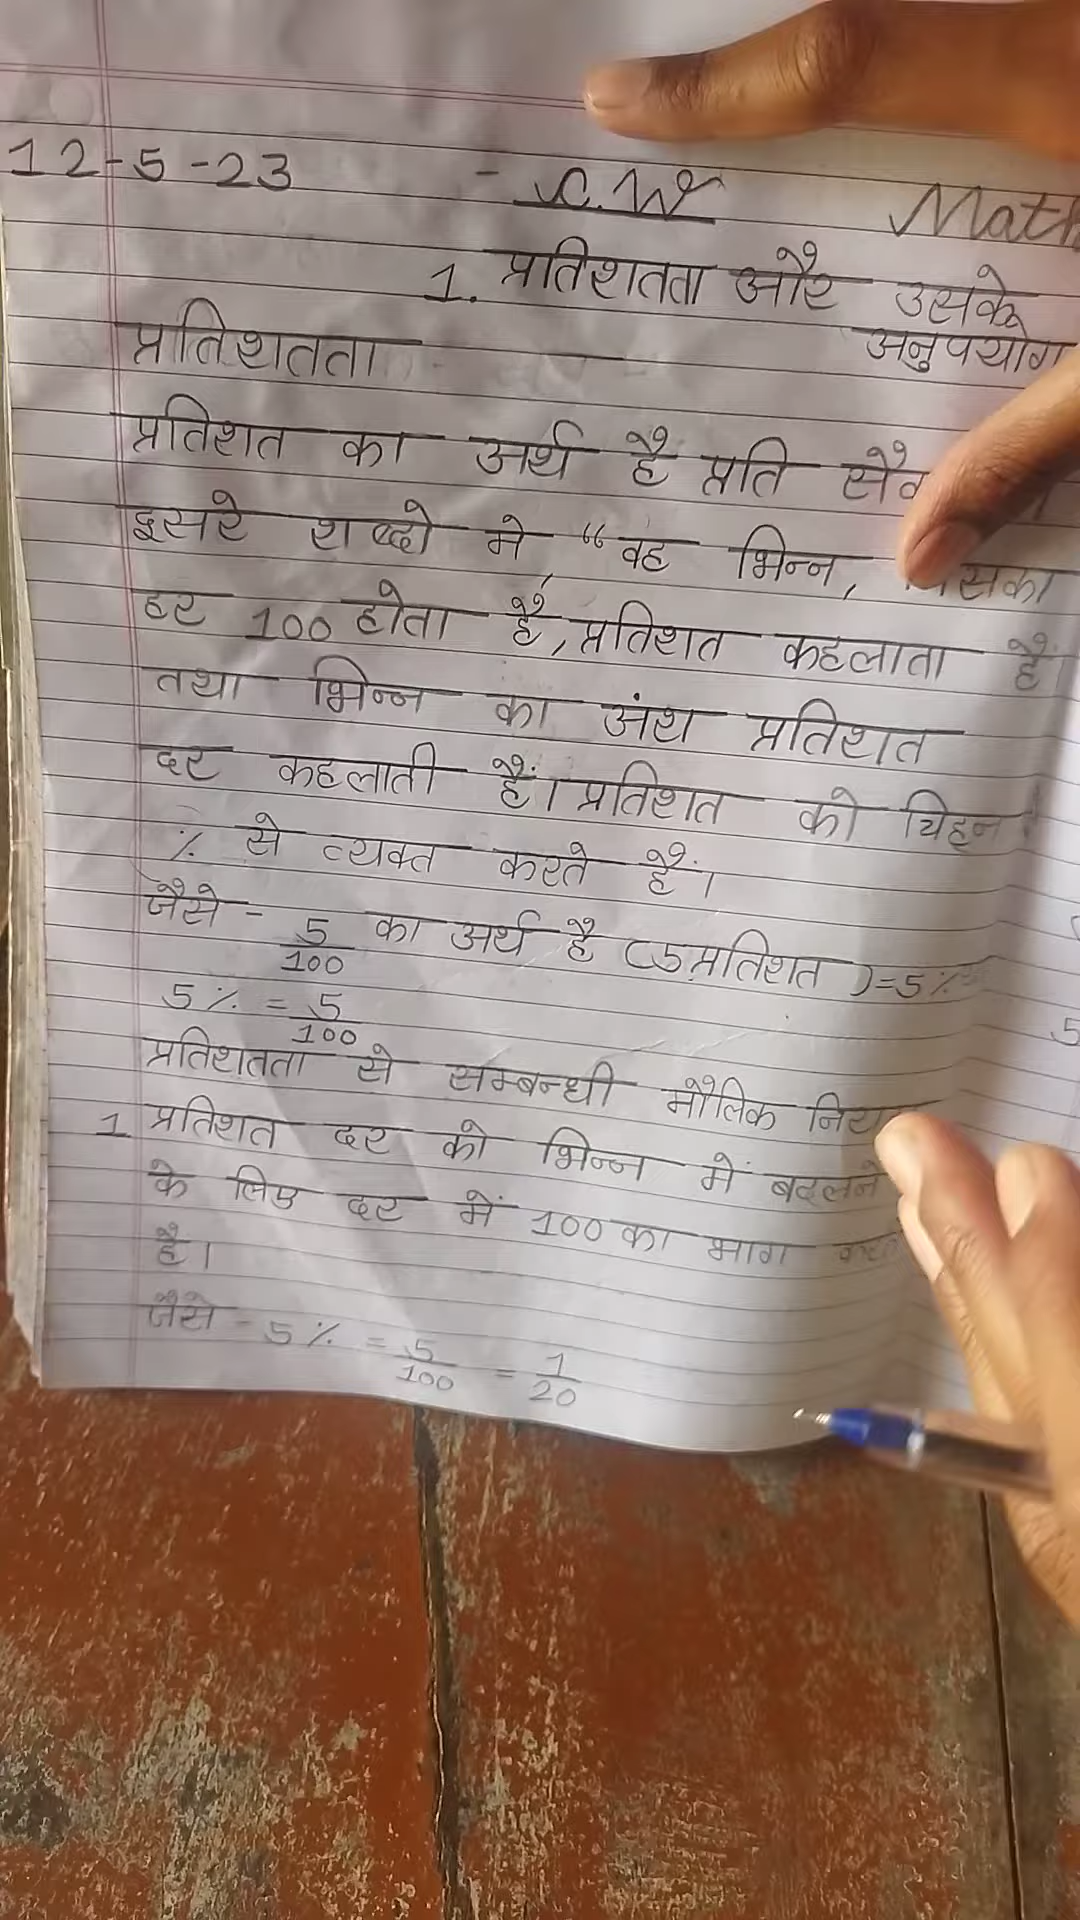 12-5-23 - C.W Math
1. प्रतिशतता और उसके
अनुपयोग
प्रतिशतता
प्रतिशत का अर्थ है प्रति
इसरे शब्दो मे, “वह भिन्न,
हर 100 होता है, प्रतिशत कहलाता है।
तथा भिन्न का अंश प्रतिशत
दर कहलाती हैं। प्रतिशत को चिहन
% से व्यक्त करते हैं।
जैसे - 5/100 का अर्थ है (5 प्रतिशत ) = 5%
5% = 5/100
प्रतिशतता से सम्बन्धी मौलिक
1 प्रतिशत दर को भिन्न में बदलने
के लिए दर में 100 का भाग
है।
जैसे - 5% = 5/100 = 1/20
5